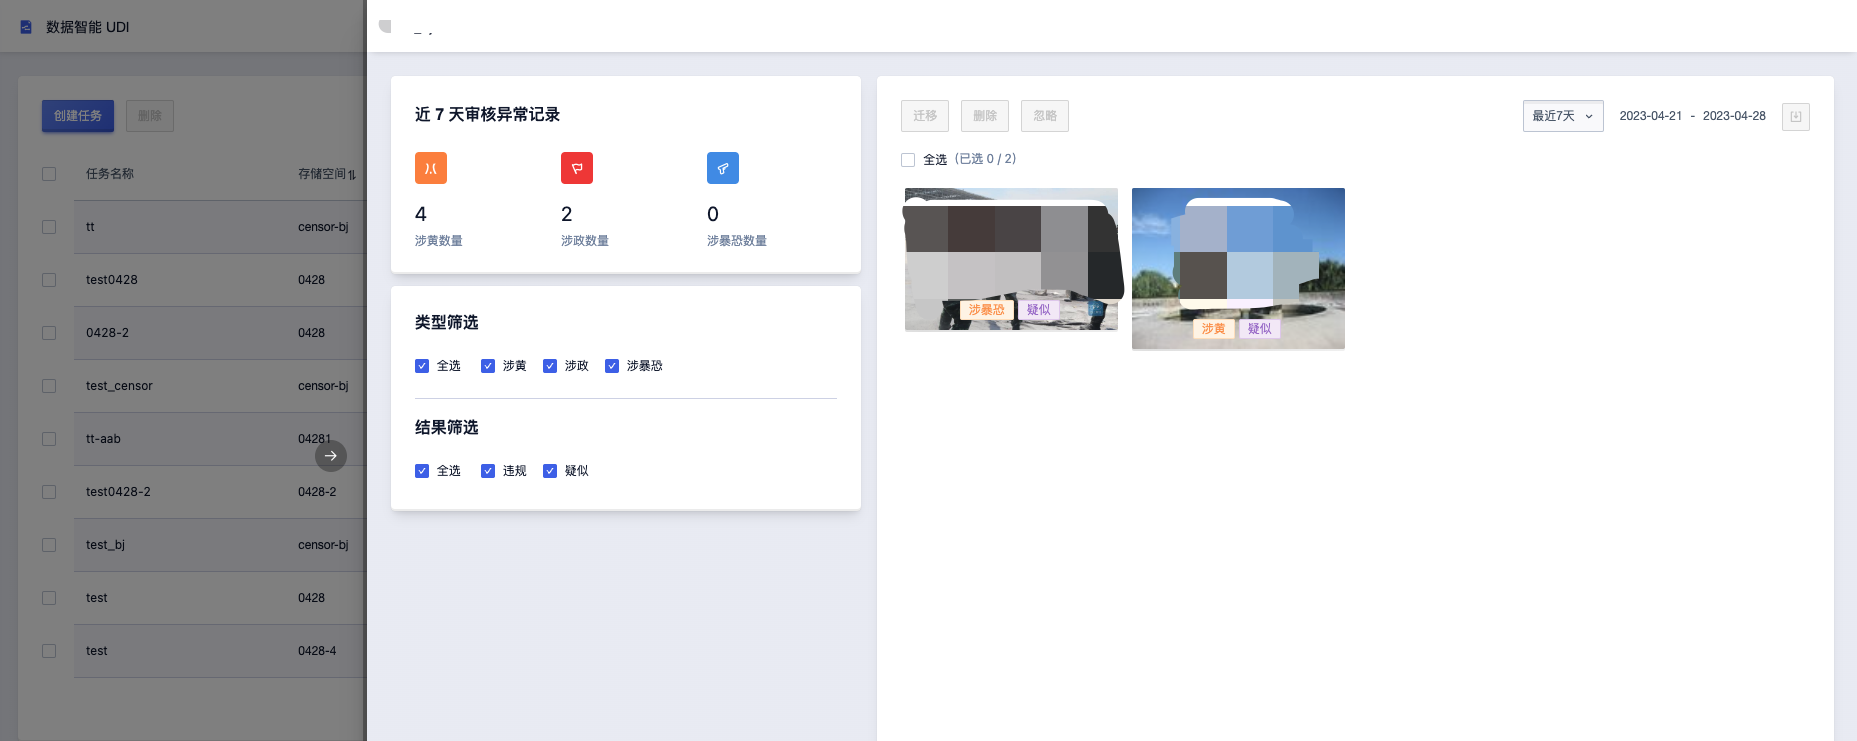 数据智能 UDI
创建任务
删除
任务名称
存储空间
tt
censor-bj
test0428
0428
0428-2
0428
test_censor
censor-bj
tt-aab
04281
test0428-2
0428-2
test_bj
censor-bj
test
0428
test
0428-4
近 7 天审核异常记录
4
2
0
涉黄数量
涉政数量
涉暴恐数量
类型筛选
全选
涉黄
涉政
涉暴恐
结果筛选
全选
违规
疑似
迁移
删除
忽略
最近7天
2023-04-21 - 2023-04-28
全选 (已选 0 / 2)
涉暴恐
疑似
涉黄
疑似